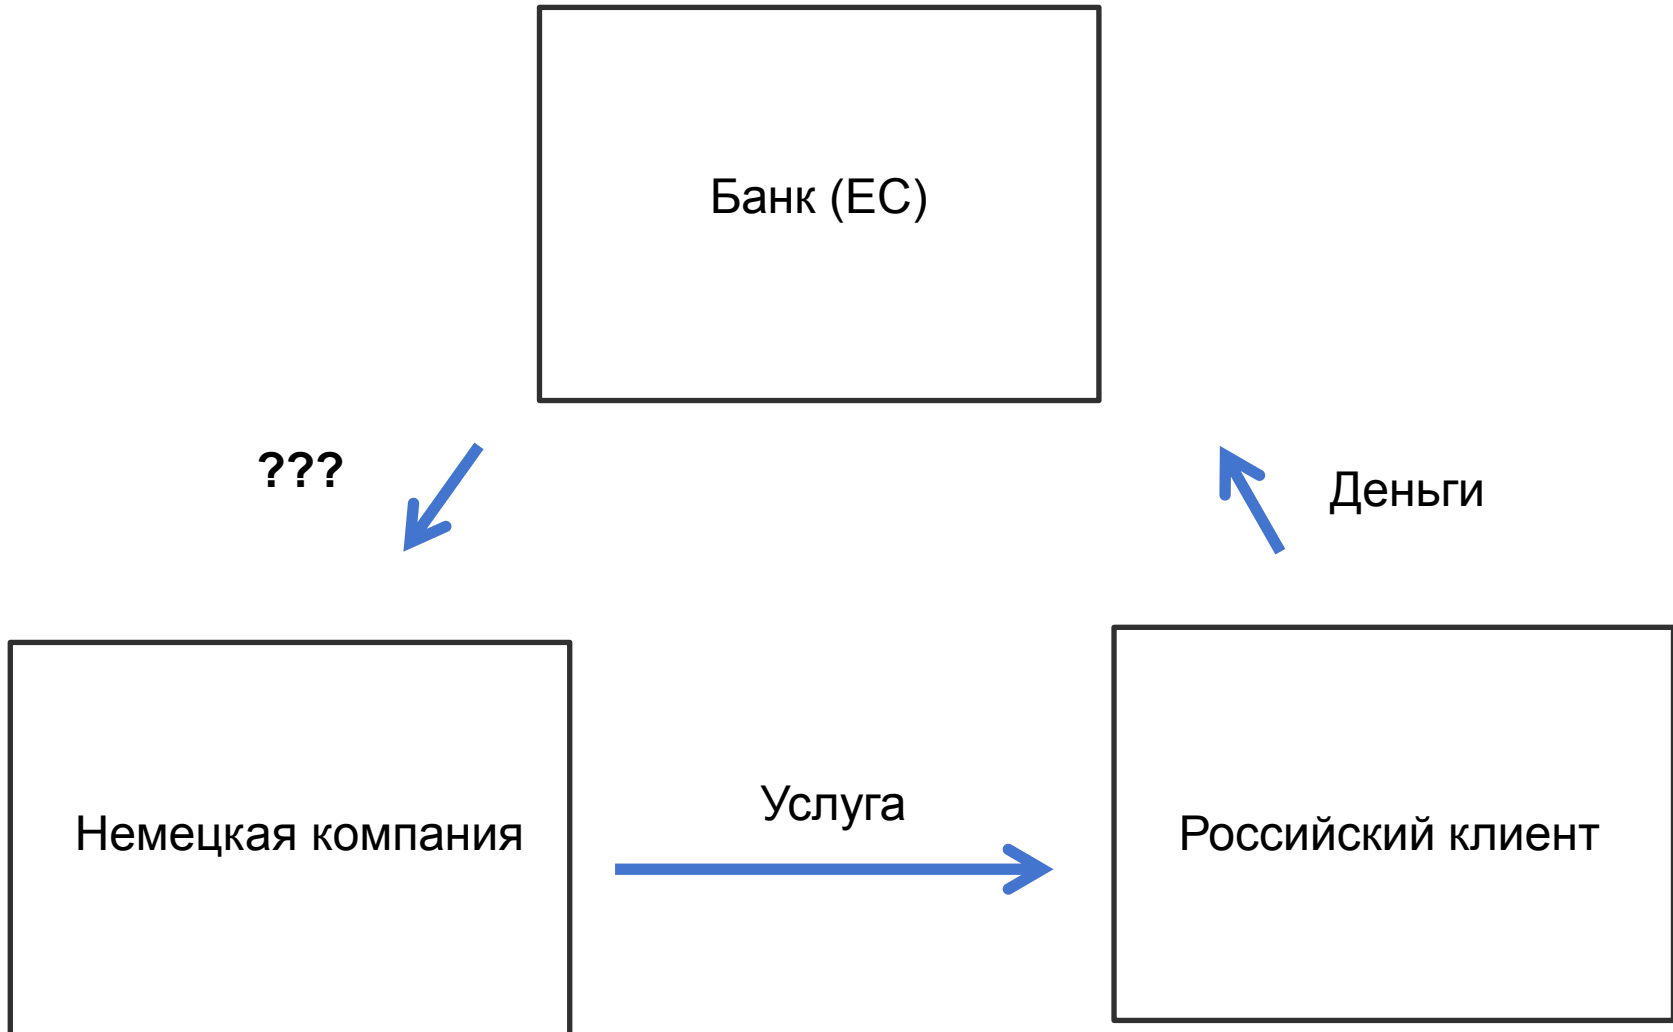 Банк (ЕС)
???
Деньги
Услуга
Немецкая компания
Российский клиент